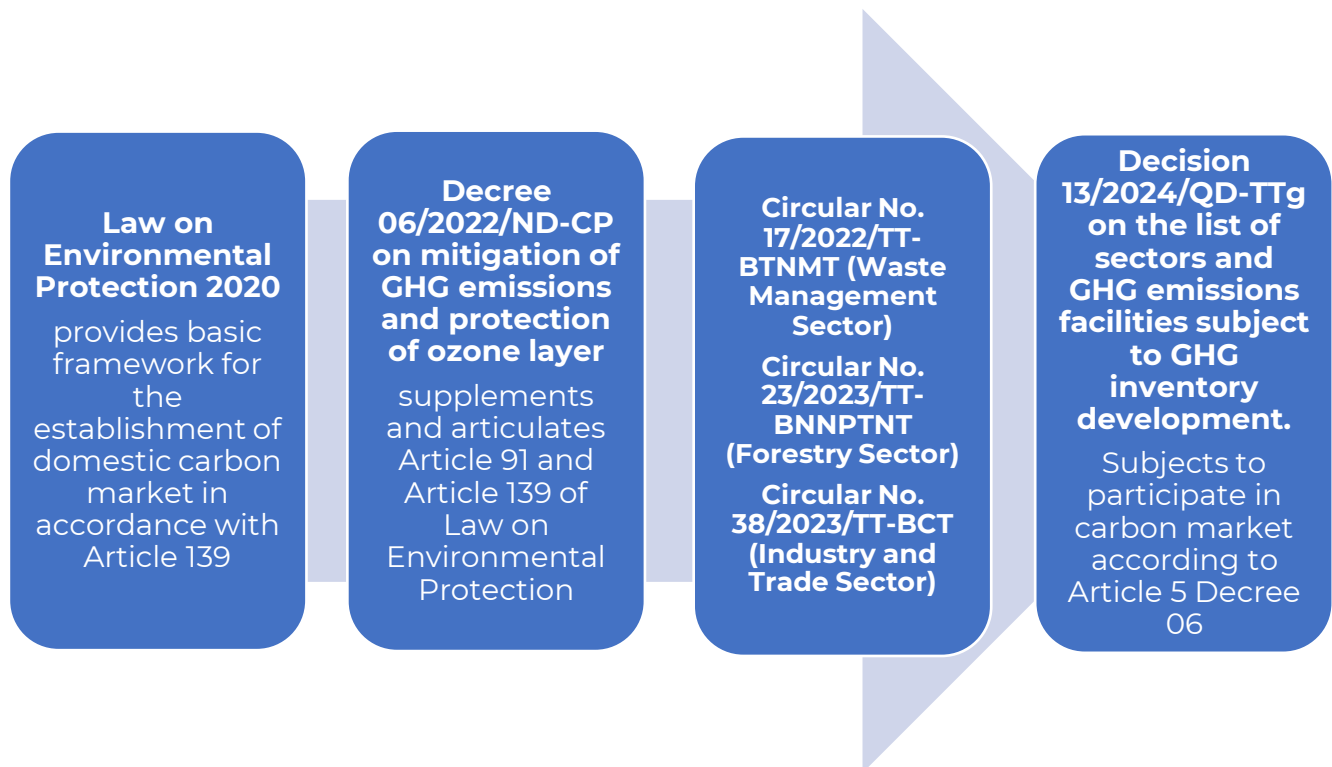 Law on
Environmental
Protection 2020
provides basic
framework for
the
establishment of
domestic carbon
market in
accordance with
Article 139
Decree
06/2022/ND-CP
on mitigation of
GHG emissions
and protection
of ozone layer
supplements
and articulates
Article 91 and
Article 139 of
Law on
Environmental
Protection
Circular No.
17/2022/TT-
BTNMT (Waste
Management
Sector)
Circular No.
23/2023/TT-
BNNPTNT
(Forestry Sector)
Circular No.
38/2023/TT-BCT
(Industry and
Trade Sector)
Decision
13/2024/QD-TTg
on the list of
sectors and
GHG emissions
facilities subject
to GHG
inventory
development.
Subjects to
participate in
carbon market
according to
Article 5 Decree
06